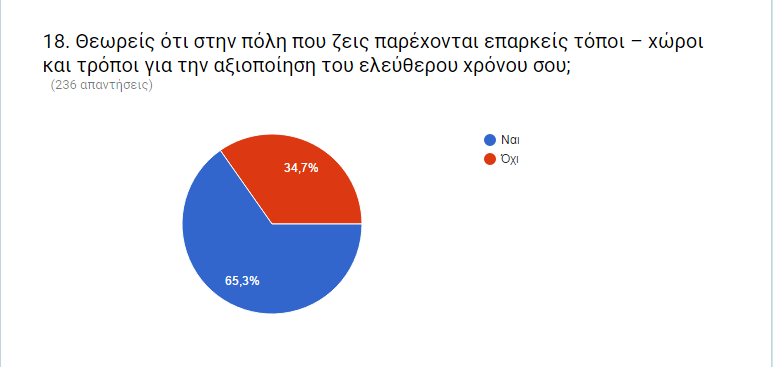 18. Θεωρείς ότι στην πόλη που ζεις παρέχονται επαρκείς τόποι – χώροι
και τρόποι για την αξιοποίηση του ελεύθερου χρόνου σου;
(236 απαντήσεις)
Ναι
Όχι
34,7%
65,3%